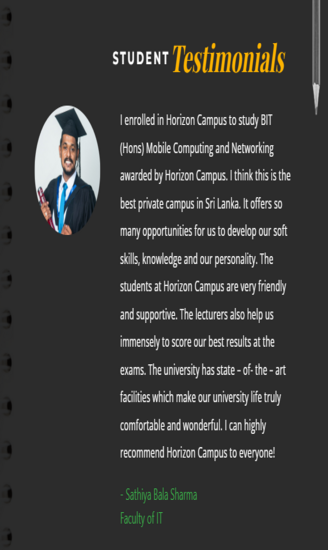 STUDENT Testimonials
I enrolled in Horizon Campus to study BIT
(Hons) Mobile Computing and Networking
awarded by Horizon Campus. I think this is the
best private campus in Sri Lanka. It offers so
many opportunities for us to develop our soft
skills, knowledge and our personality. The
students at Horizon Campus are very friendly
and supportive. The lecturers also help us
immensely to score our best results at the
exams. The university has state – of- the – art
facilities which make our university life truly
comfortable and wonderful. I can highly
recommend Horizon Campus to everyone!
- Sathiya Bala Sharma
Faculty of IT